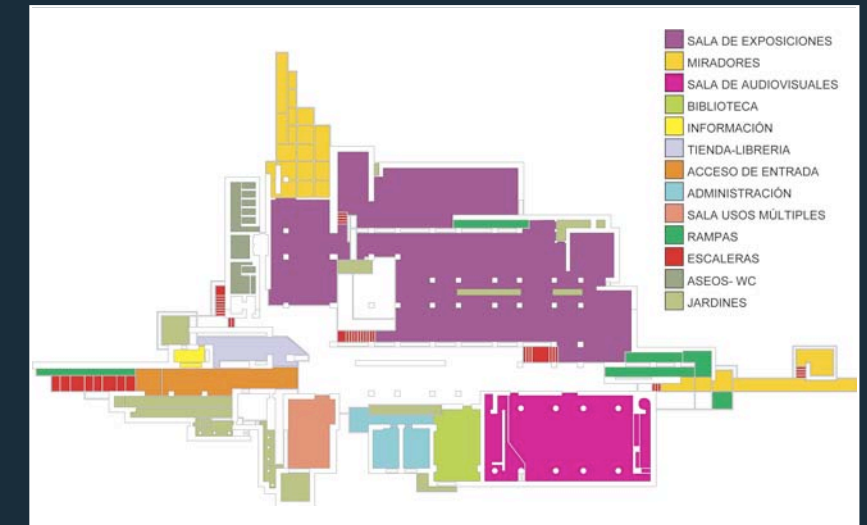 SALA DE EXPOSICIONES
MIRADORES
SALA DE AUDIOVISUALES
BIBLIOTECA
INFORMACIÓN
TIENDA-LIBRERIA
ACCESO DE ENTRADA
ADMINISTRACIÓN
SALA USOS MÚLTIPLES
RAMPAS
ESCALERAS
ASEOS- WC
JARDINES